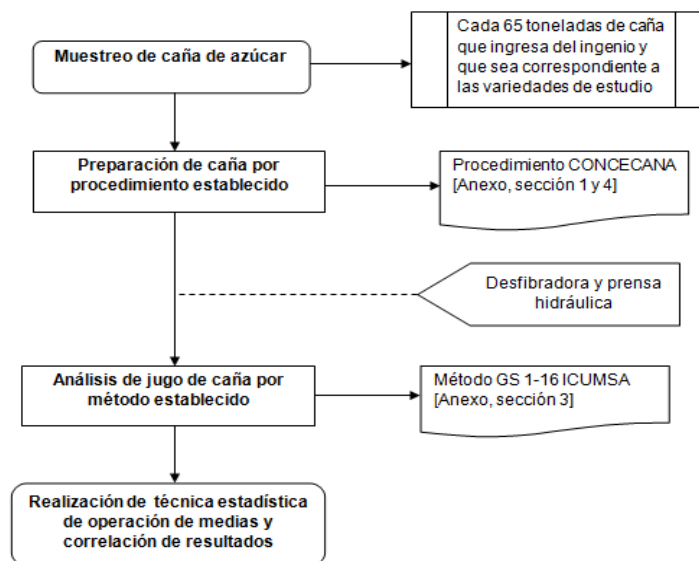 Muestreo de caña de azúcar
Cada 65 toneladas de caña
que ingresa del ingenio y
que sea correspondiente a
las variedades de estudio
Preparación de caña por
procedimiento establecido
Procedimiento CONCECANA
[Anexo, sección 1 y 4]
Desfibradora y prensa
hidráulica
Análisis de jugo de caña por
método establecido
Método GS 1-16 ICUMSA
[Anexo, sección 3]
Realización de técnica estadística
de operación de medias y
correlación de resultados